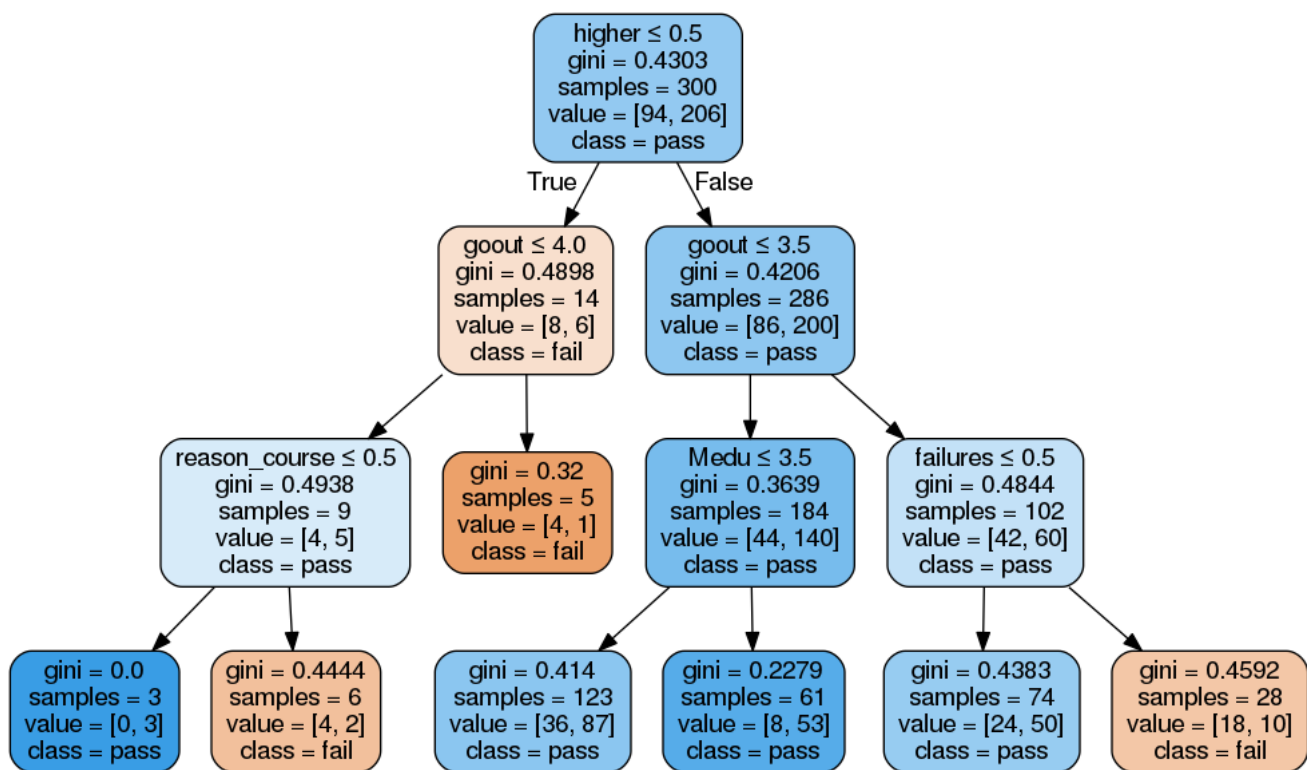 higher ≤ 0.5
gini = 0.4303
samples = 300
value = [94, 206]
class = pass
True
False
goout ≤ 4.0
gini = 0.4898
samples = 14
value = [8, 6]
class = fail
goout ≤ 3.5
gini = 0.4206
samples = 286
value = [86, 200]
class = pass
reason_course ≤ 0.5
gini = 0.4938
samples = 9
value = [4, 5]
class = pass
gini = 0.32
samples = 5
value = [4, 1]
class = fail
Medu ≤ 3.5
gini = 0.3639
samples = 184
value = [44, 140]
class = pass
failures ≤ 0.5
gini = 0.4844
samples = 102
value = [42, 60]
class = pass
gini = 0.0
samples = 3
value = [0, 3]
class = pass
gini = 0.4444
samples = 6
value = [4, 2]
class = fail
gini = 0.414
samples = 123
value = [36, 87]
class = pass
gini = 0.2279
samples = 61
value = [8, 53]
class = pass
gini = 0.4383
samples = 74
value = [24, 50]
class = pass
gini = 0.4592
samples = 28
value = [18, 10]
class = fail